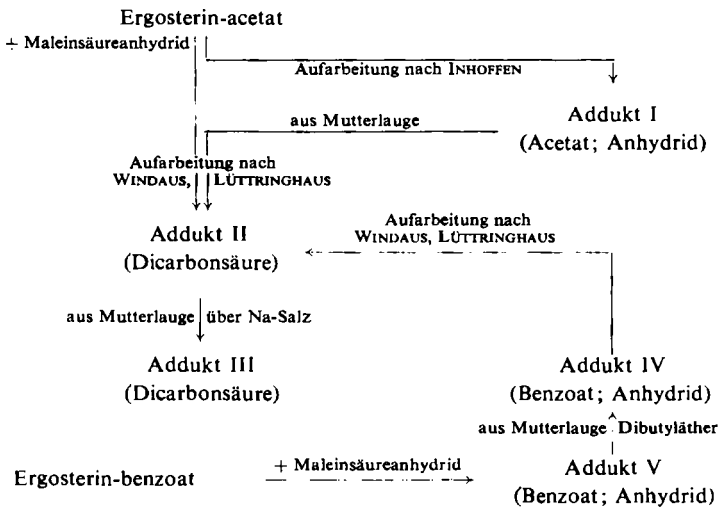 Ergosterin-acetat
+ Maleinsäureanhydrid
Aufarbeitung nach INHOFFEN
aus Mutterlauge
Addukt I
(Acetat; Anhydrid)
Aufarbeitung nach
WINDAUS, LÜTTRINGHAUS
Aufarbeitung nach
WINDAUS, LÜTTRINGHAUS
Addukt II
(Dicarbonsäure)
aus Mutterlauge über Na-Salz
Addukt III
(Dicarbonsäure)
Addukt IV
(Benzoat; Anhydrid)
aus Mutterlauge Dibutyläther
Ergosterin-benzoat
+ Maleinsäureanhydrid
Addukt V
(Benzoat; Anhydrid)